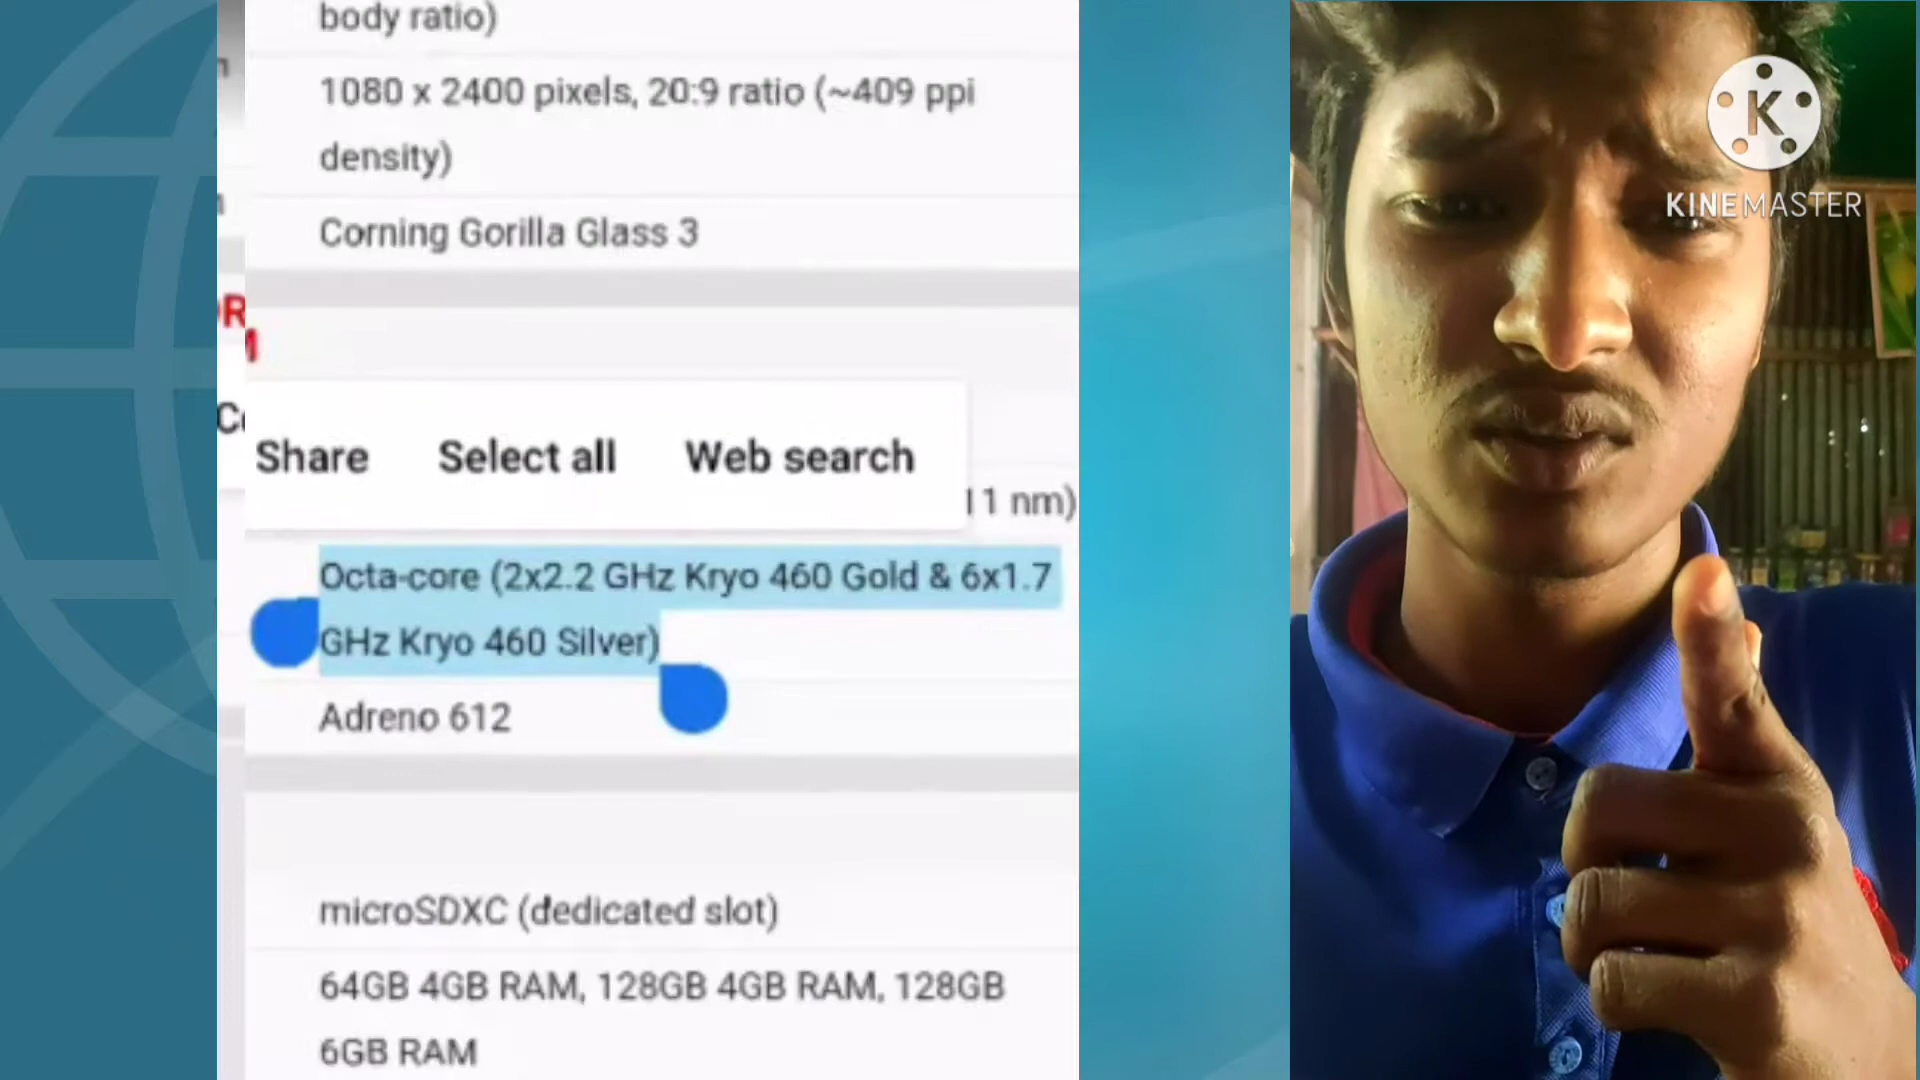 body ratio)
1080 x 2400 pixels, 20:9 ratio (~409 ppi
density)
Corning Gorilla Glass 3
Share Select all Web search
11 nm)
Octa-core (2x2.2 GHz Kryo 460 Gold & 6x1.7
GHz Kryo 460 Silver)
Adreno 612
microSDXC (dedicated slot)
64GB 4GB RAM, 128GB 4GB RAM, 128GB
6GB RAM
K
KINEMASTER